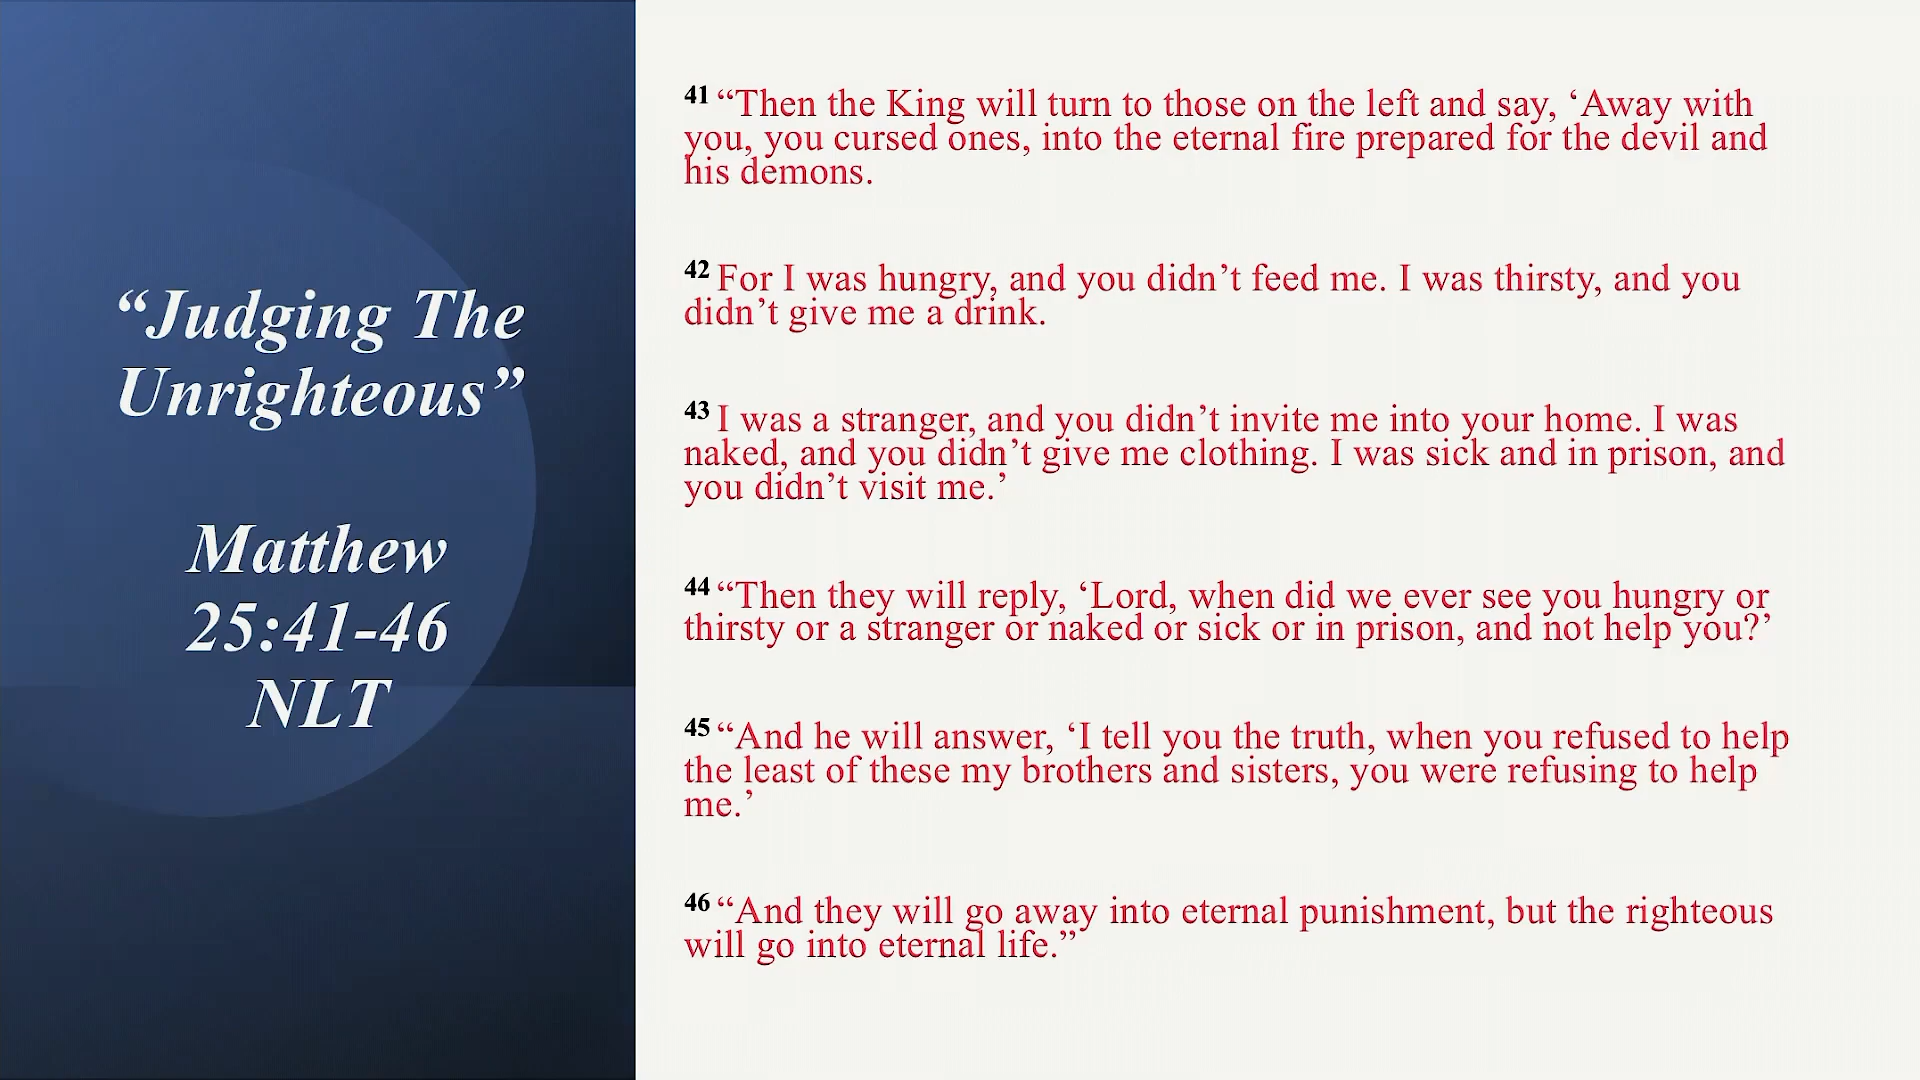 “Judging The
Unrighteous”
Matthew
25:41-46
NLT
41 “Then the King will turn to those on the left and say, ‘Away with
you, you cursed ones, into the eternal fire prepared for the devil and
his demons.
42 For I was hungry, and you didn’t feed me. I was thirsty, and you
didn’t give me a drink.
43 I was a stranger, and you didn’t invite me into your home. I was
naked, and you didn’t give me clothing. I was sick and in prison, and
you didn’t visit me.’
44 “Then they will reply, ‘Lord, when did we ever see you hungry or
thirsty or a stranger or naked or sick or in prison, and not help you?’
45 “And he will answer, ‘I tell you the truth, when you refused to help
the least of these my brothers and sisters, you were refusing to help
me.’
46 “And they will go away into eternal punishment, but the righteous
will go into eternal life.”